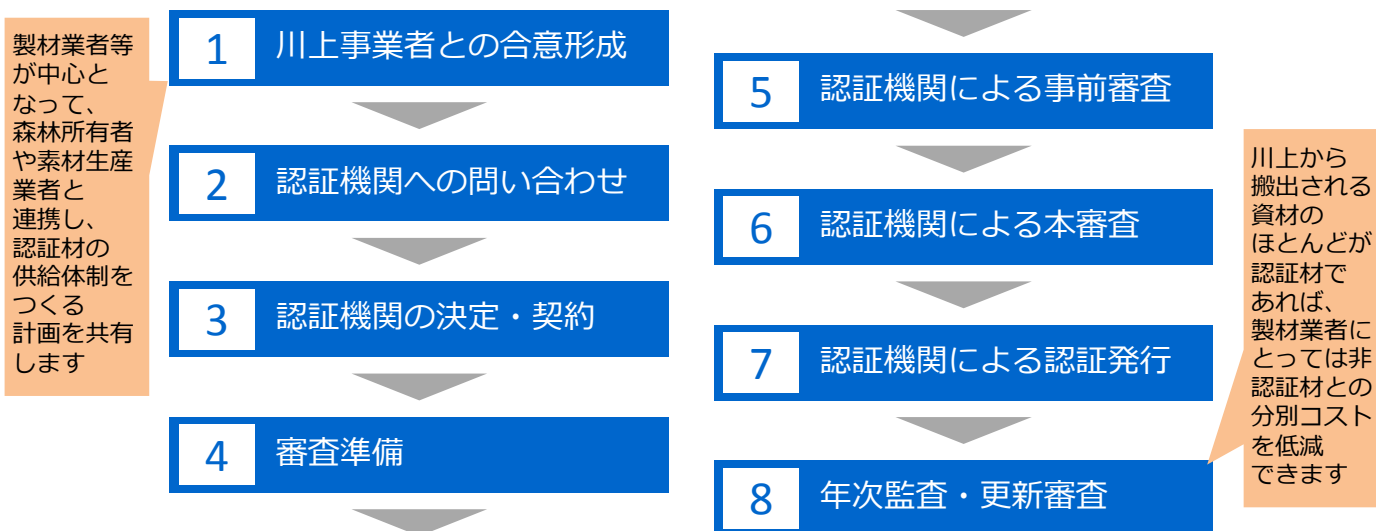 製材業者等
が中心と
なって、
森林所有者
や素材生産
業者と
連携し、
認証材の
供給体制を
つくる
計画を共有
します
1 川上事業者との合意形成
2 認証機関への問い合わせ
3 認証機関の決定・契約
4 審査準備
5 認証機関による事前審査
6 認証機関による本審査
7 認証機関による認証発行
8 年次監査・更新審査
川上から
搬出される
資材の
ほとんどが
認証材で
あれば、
製材業者に
とっては非
認証材との
分別コスト
を低減
できます